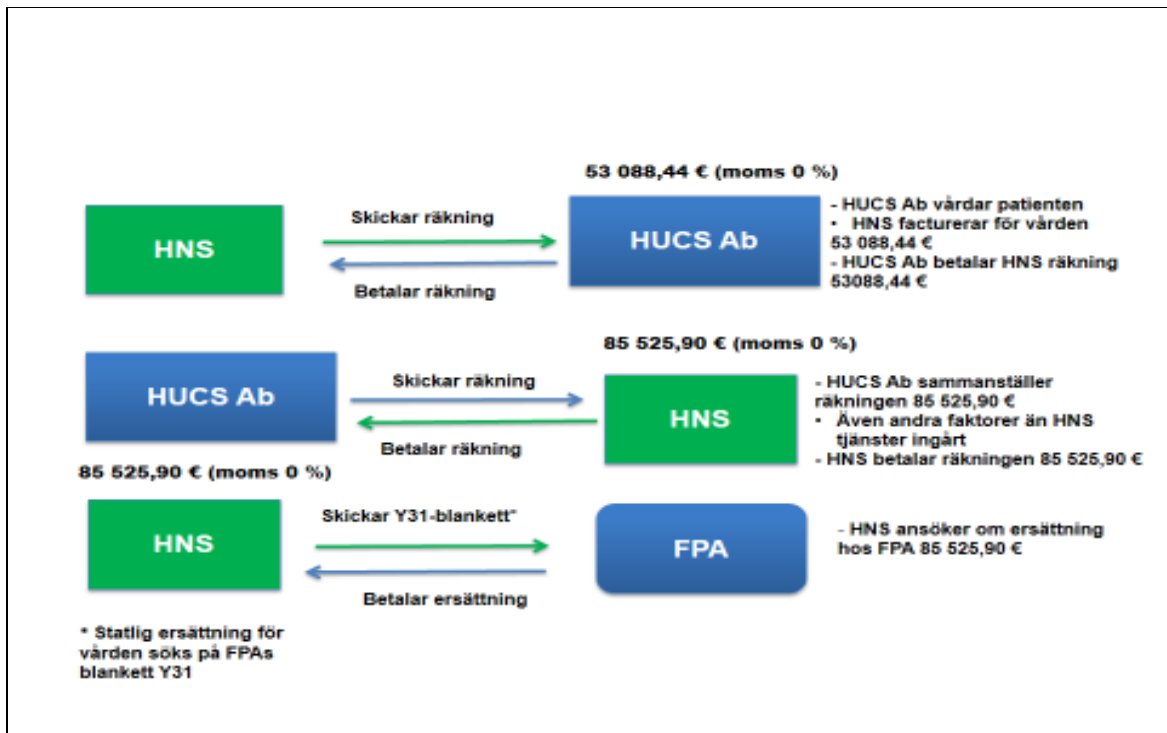 53 088,44 € (moms 0 %)
HNS
Skickar räkning
Betalar räkning
HUCS Ab
- HUCS Ab vårdar patienten
• HNS facturerar för vården
53 088,44 €
- HUCS Ab betalar HNS räkning
53088,44 €
85 525,90 € (moms 0 %)
HUCS Ab
Skickar räkning
Betalar räkning
HNS
- HUCS Ab sammanställer
räkningen 85 525,90 €
• Även andra faktorer än HNS
tjänster ingårt
- HNS betalar räkningen 85 525,90 €
85 525,90 € (moms 0 %)
HNS
Skickar Y31-blankett*
Betalar ersättning
FPA
- HNS ansöker om ersättning
hos FPA 85 525,90 €
* Statlig ersättning för
vården söks på FPAs
blankett Y31